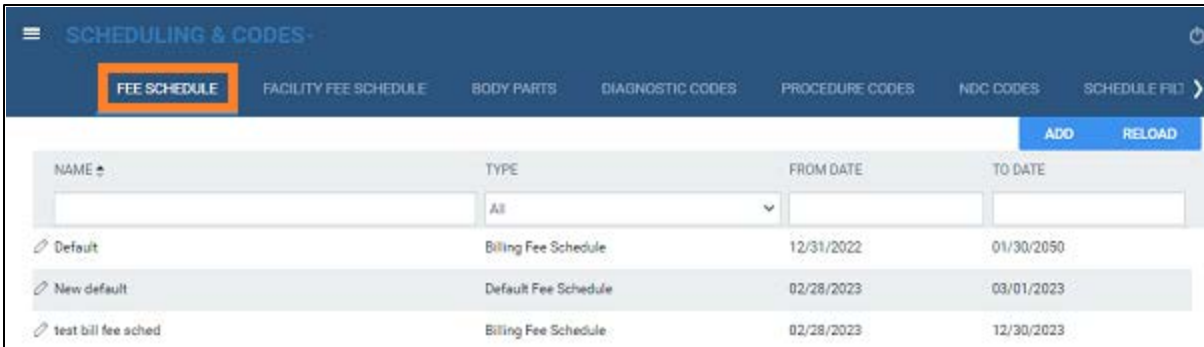 SCHEDULING & CODES-
FEE SCHEDULE FACILITY FEE SCHEDULE BODY PARTS DIAGNOSTIC CODES PROCEDURE CODES NDC CODES SCHEDULE FILT
ADD RELOAD
NAME TYPE FROM DATE TO DATE
All
Default Billing Fee Schedule 12/31/2022 01/30/2050
New default Default Fee Schedule 02/28/2023 03/01/2023
test bill fee sched Billing Fee Schedule 02/28/2023 12/30/2023